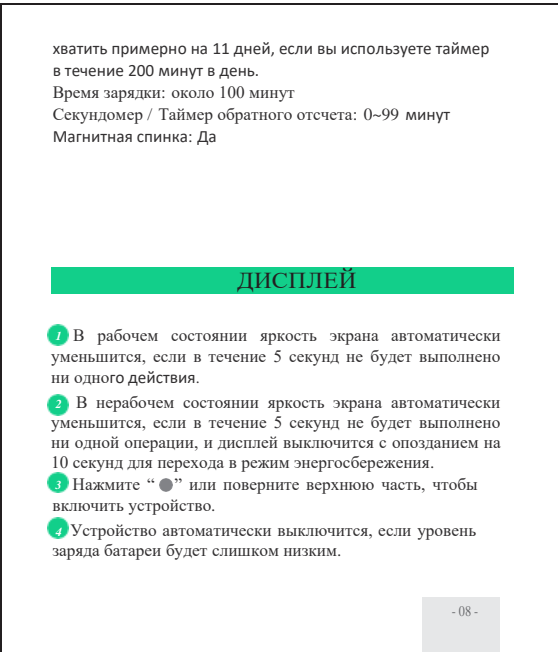 хватить примерно на 11 дней, если вы используете таймер
в течение 200 минут в день.
Время зарядки: около 100 минут
Секундомер / Таймер обратного отсчета: 0~99 минут
Магнитная спинка: Да
ДИСПЛЕЙ
1 В рабочем состоянии яркость экрана автоматически
уменьшится, если в течение 5 секунд не будет выполнено
ни одного действия.
2 В нерабочем состоянии яркость экрана автоматически
уменьшится, если в течение 5 секунд не будет выполнено
ни одной операции, и дисплей выключится с опозданием на
10 секунд для перехода в режим энергосбережения.
3 Нажмите “ ● ” или поверните верхнюю часть, чтобы
включить устройство.
4 Устройство автоматически выключится, если уровень
заряда батареи будет слишком низким.
- 08 -